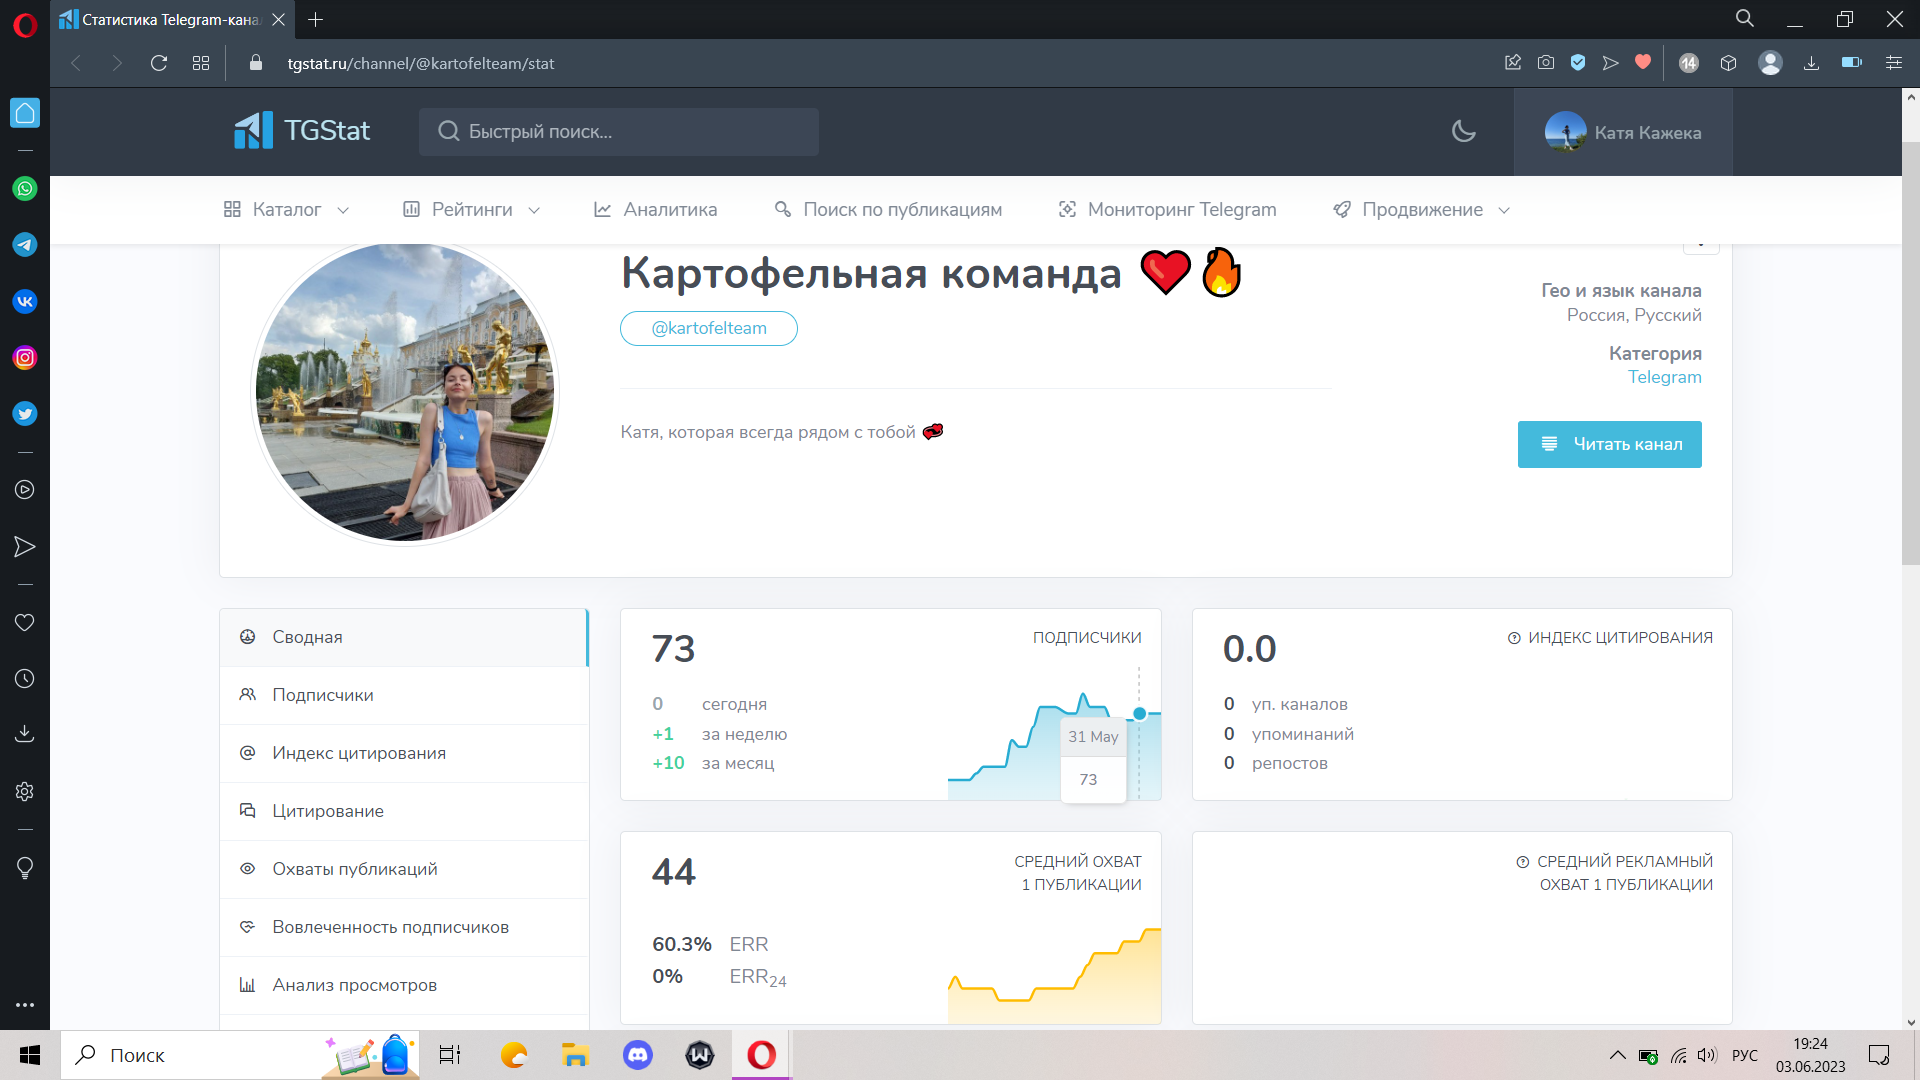 Статистика Telegram-кана
tgstat.ru/channel/@kartofelteam/stat
14
TGStat
Быстрый поиск...
Катя Кажека
Каталог
Рейтинги
Аналитика
Поиск по публикациям
Мониторинг Telegram
Продвижение
Картофельная команда ❤️🔥
@kartofelteam
Катя, которая всегда рядом с тобой 💋
Гео и язык канала
Россия, Русский
Категория
Telegram
Читать канал
Сводная
Подписчики
Индекс цитирования
Цитирование
Охваты публикаций
Вовлеченность подписчиков
Анализ просмотров
73
ПОДПИСЧИКИ
0 сегодня
+1 за неделю
+10 за месяц
31 May
73
0.0
ИНДЕКС ЦИТИРОВАНИЯ
0 уп. каналов
0 упоминаний
0 репостов
44
СРЕДНИЙ ОХВАТ
1 ПУБЛИКАЦИИ
60.3% ERR
0% ERR24
СРЕДНИЙ РЕКЛАМНЫЙ
ОХВАТ 1 ПУБЛИКАЦИИ
Поиск
РУС
19:24
03.06.2023